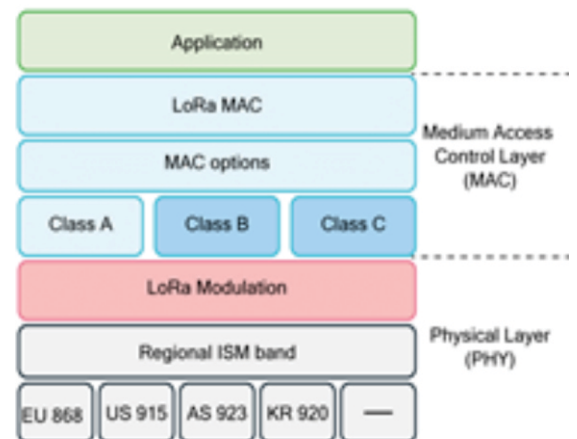 Application
LoRa MAC
Medium Access
Control Layer
(MAC)
MAC options
Class A
Class B
Class C
LoRa Modulation
Regional ISM band
Physical Layer
(PHY)
EU 868
US 915
AS 923
KR 920
—